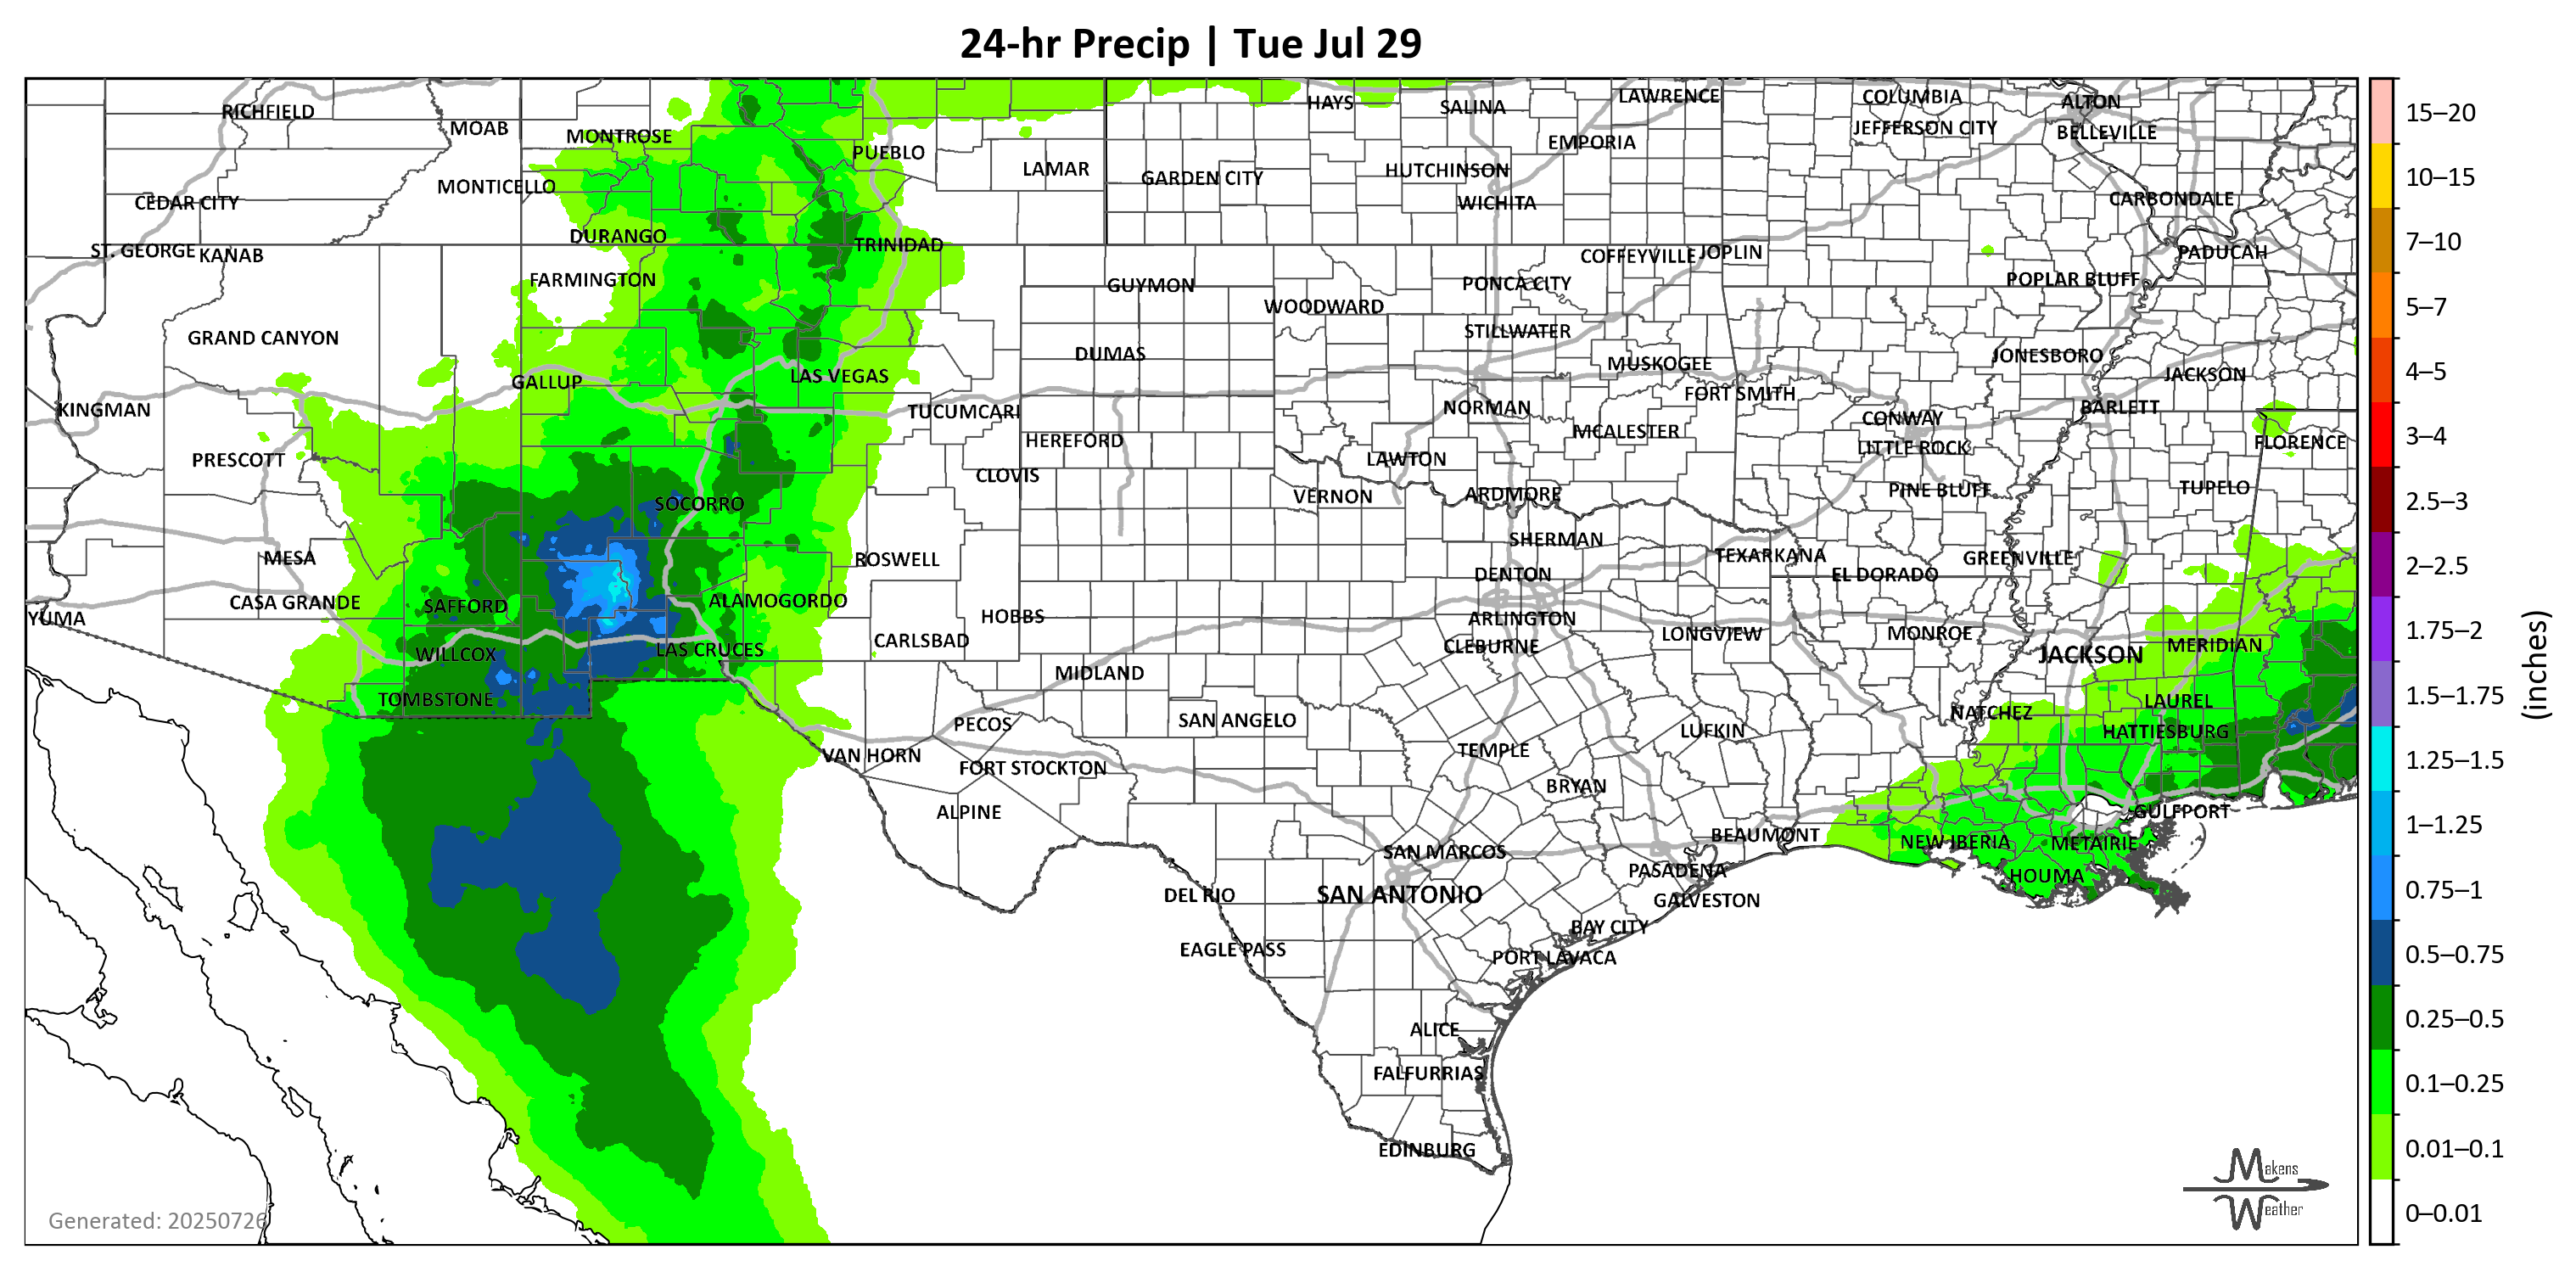 24-hr Precip | Tue Jul 29
RICHFIELD
MOAB
MONTROSE
PUEBLO
LAMAR
HAYS
SALINA
LAWRENCE
COLUMBIA
ALTON
JEFFERSON CITY
BELLEVILLE
EMPORIA
HUTCHINSON
GARDEN CITY
MONTICELLO
CEDAR CITY
WICHITA
CARBONDALE
DURANGO
TRINIDAD
ST. GEORGE
KANAB
COFFEYVILLE
JOPLIN
PADUCAH
FARMINGTON
GUYMON
PONCA CITY
POPLAR BLUFF
WOODWARD
GRAND CANYON
STILLWATER
DUMAS
MUSKOGEE
JONESBORO
GALLUP
LAS VEGAS
JACKSON
KINGMAN
TUCUMCARI
NORMAN
FORT SMITH
BARLETT
CONWAY
HEREFORD
MCALESTER
LITTLE ROCK
FLORENCE
PRESCOTT
CLOVIS
LAWTON
SOCORRO
VERNON
ARDMORE
PINE BLUFF
TUPELO
MESA
ROSWELL
SHERMAN
TEXARKANA
GREENVILLE
DENTON
EL DORADO
CASA GRANDE
SAFFORD
ALAMOGORDO
YUMA
HOBBS
ARLINGTON
CARLSBAD
LONGVIEW
MONROE
WILLCOX
LAS CRUCES
CLEBURNE
JACKSON
MERIDIAN
MIDLAND
TOMBSTONE
LAUREL
PECOS
SAN ANGELO
NATCHEZ
VAN HORN
TEMPLE
LUFKIN
HATTIESBURG
FORT STOCKTON
BRYAN
ALPINE
GULFPORT
BEAUMONT
NEW IBERIA
METAIRIE
SAN MARCOS
PASADENA
HOUMA
DEL RIO
SAN ANTONIO
GALVESTON
EAGLE PASS
BAY CITY
PORT LAVACA
ALICE
FALFURRIAS
EDINBURG
Generated: 20250726
Makens
Weather
15–20
10–15
7–10
5–7
4–5
3–4
2.5–3
2–2.5
1.75–2
1.5–1.75
1.25–1.5
1–1.25
0.75–1
0.5–0.75
0.25–0.5
0.1–0.25
0.01–0.1
0–0.01
(inches)